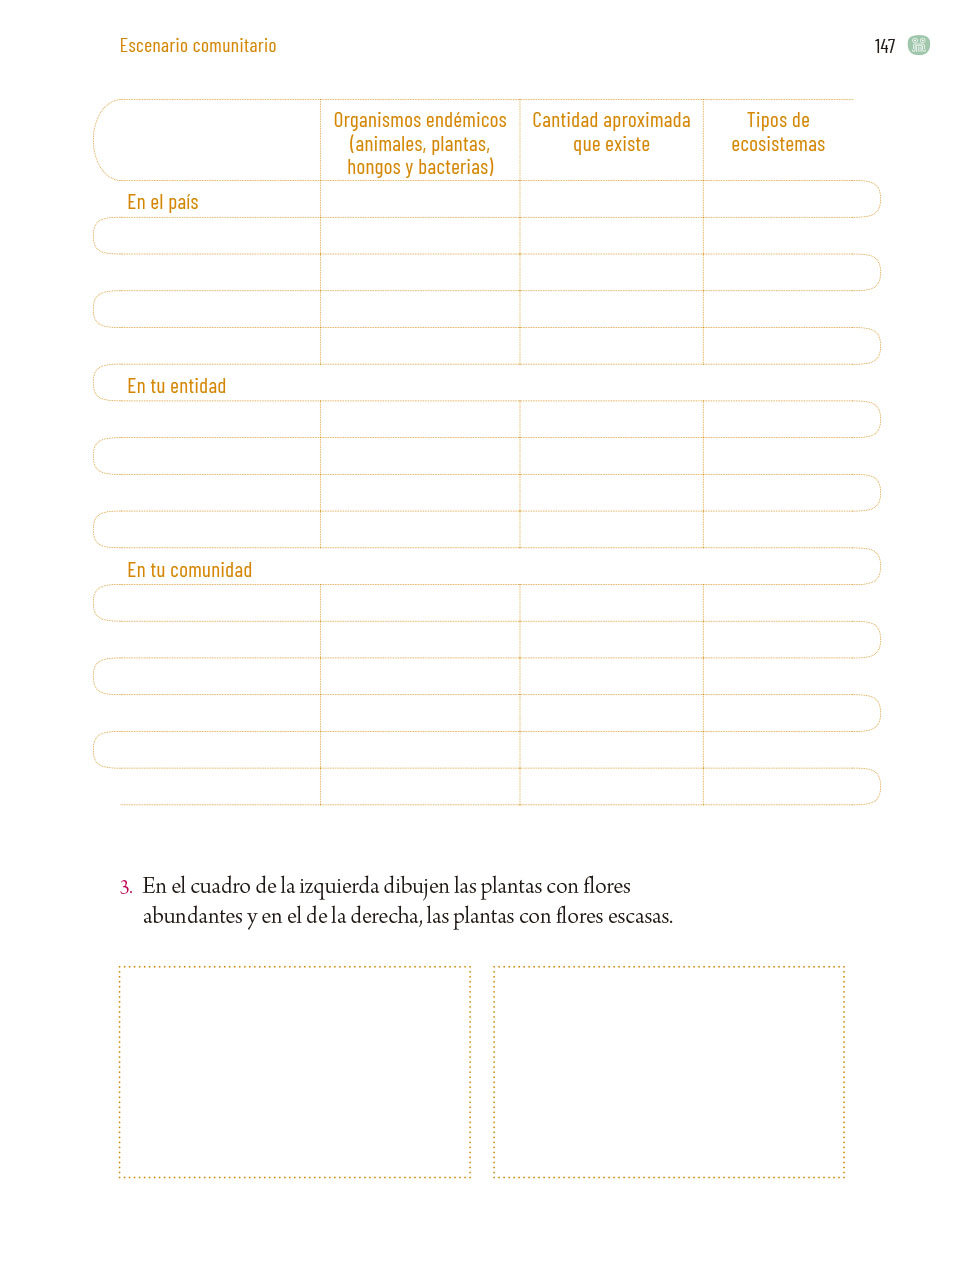 Escenario comunitario
147
Organismos endémicos
(animales, plantas,
hongos y bacterias)
Cantidad aproximada
que existe
Tipos de
ecosistemas
En el país
En tu entidad
En tu comunidad
3. En el cuadro de la izquierda dibujen las plantas con flores
abundantes y en el de la derecha, las plantas con flores escasas.